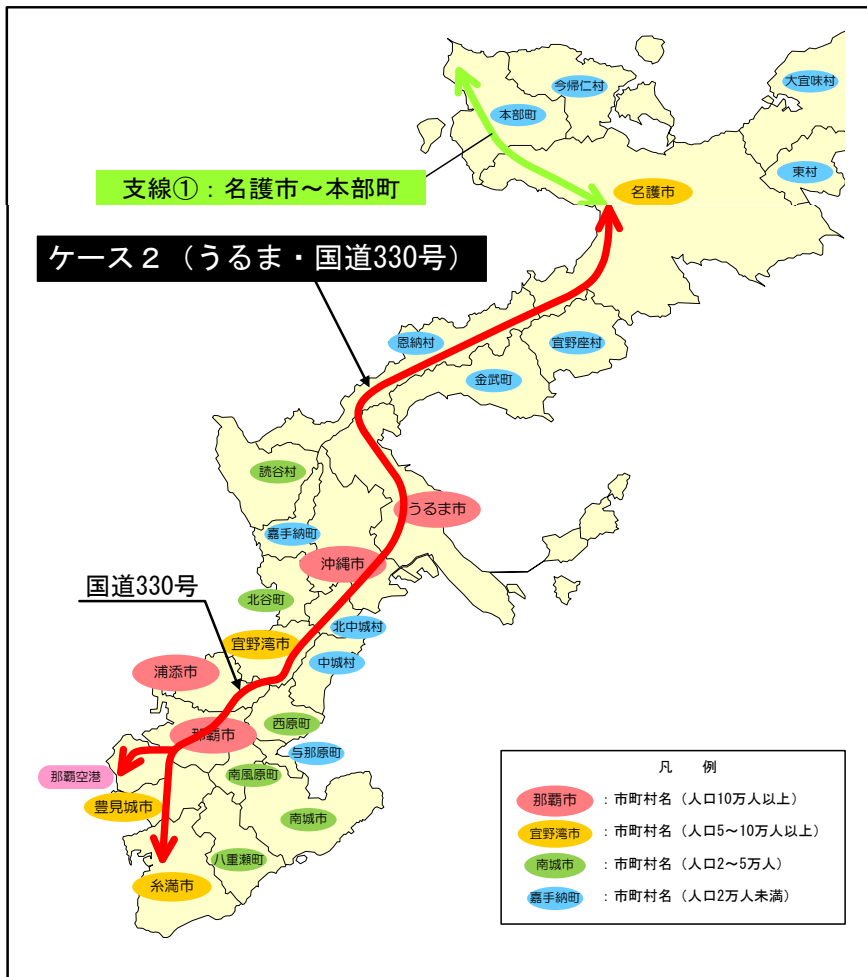 大宜味村
今帰仁村
本部町
東村
支線①：名護市～本部町
名護市
ケース２（うるま・国道330号）
恩納村
宜野座村
金武町
読谷村
うるま市
嘉手納町
沖縄市
国道330号
北谷町
北中城村
宜野湾市
中城村
浦添市
西原町
那覇市
与那原町
那覇空港
南風原町
豊見城市
南城市
八重瀬町
糸満市
凡　例
那覇市　：市町村名（人口10万人以上）
宜野湾市　：市町村名（人口5～10万人以上）
南城市　：市町村名（人口2～5万人）
嘉手納町　：市町村名（人口2万人未満）